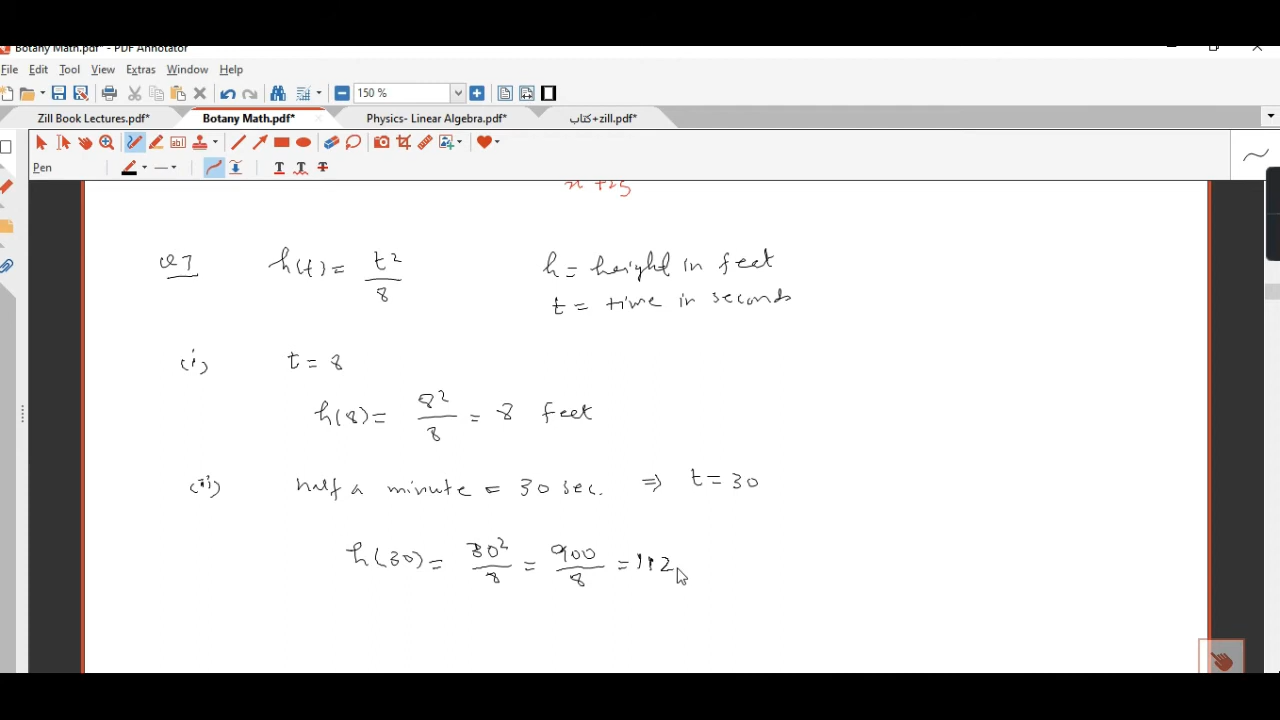 Botany Math.pdf* - PDF Annotator
File Edit Tool View Extras Window Help
150 %
Zill Book Lectures.pdf* Botany Math.pdf* Physics- Linear Algebra.pdf* كتاب+zill.pdf*
Pen
Q7 h(t) = t²/8 h = height in feet
t = time in seconds
(i) t = 8
h(8) = 8²/8 = 8 feet
(ii) half a minute = 30 sec. ⇒ t = 30
h(30) = 30²/8 = 900/8 = 112